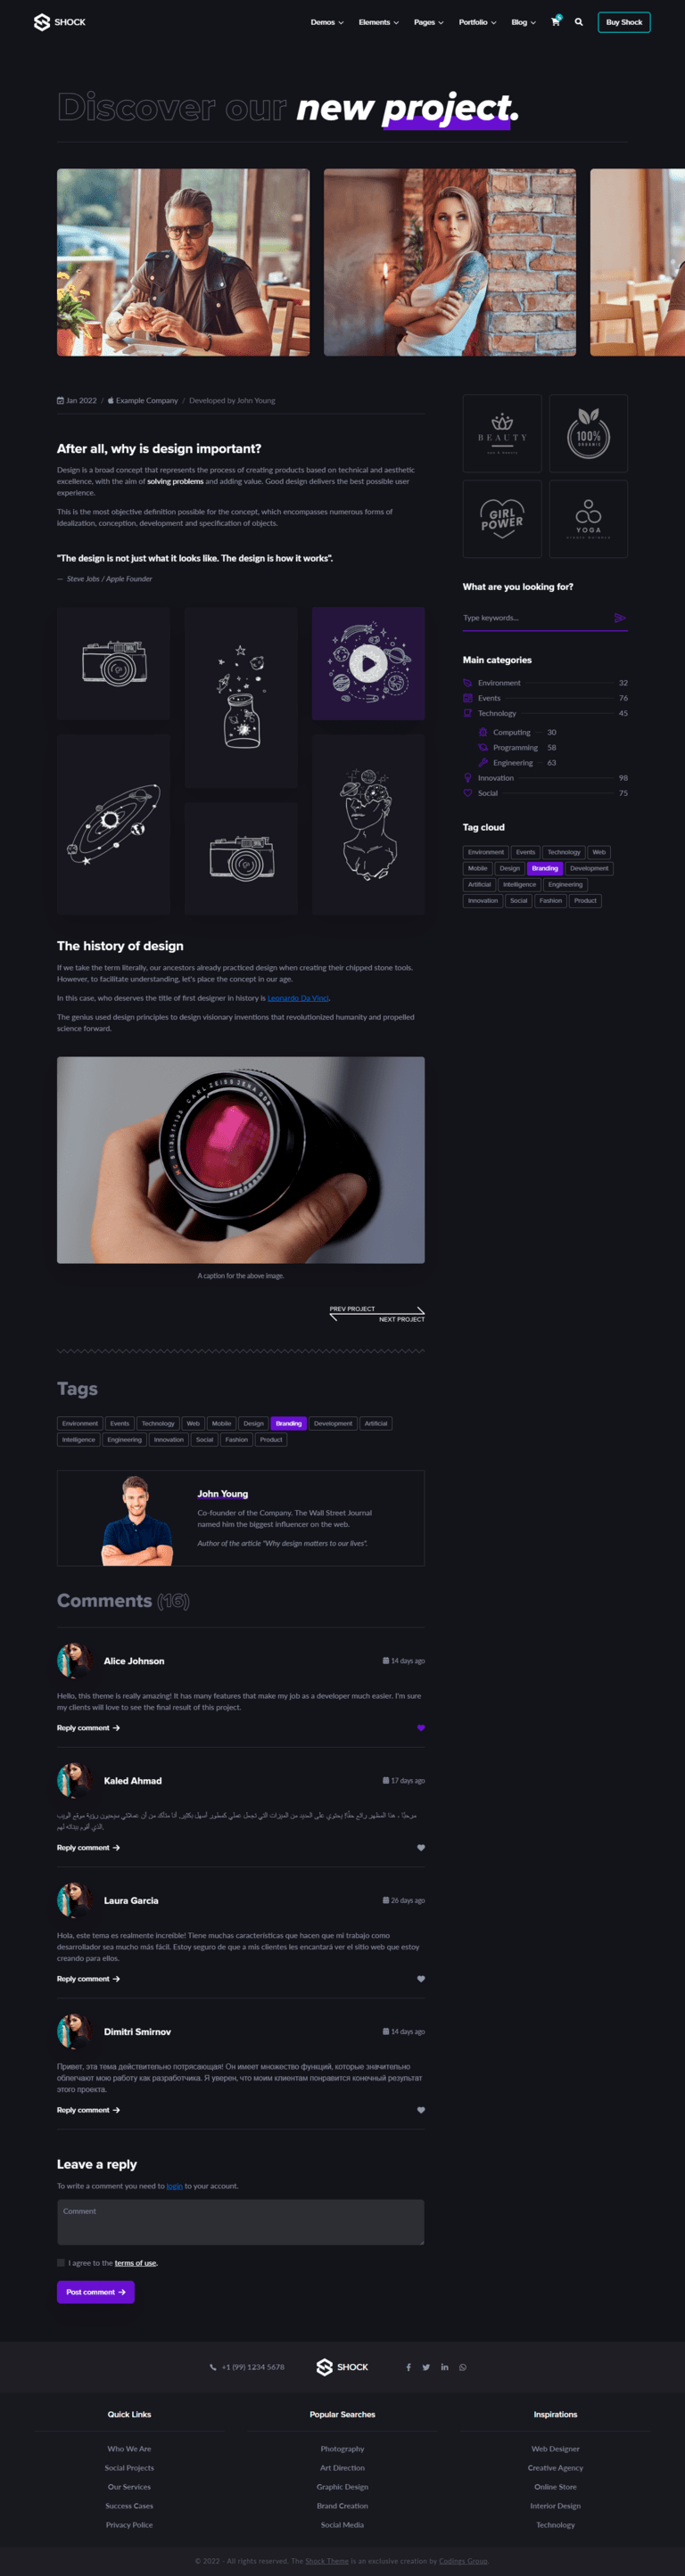 SHOCK
Demos
Elements
Pages
Portfolio
Blog
Buy Shock
Discover our new project.
Jan 2022 / Example Company / Developed by John Young
After all, why is design important?
Design is a broad concept that represents the process of creating products based on technical and aesthetic
excellence, with the aim of solving problems and adding value. Good design delivers the best possible user
experience.
This is the most objective definition possible for the concept, which encompasses numerous forms of
idealization, conception, development and specification of objects.
"The design is not just what it looks like. The design is how it works".
— Steve Jobs / Apple Founder
The history of design
If we take the term literally, our ancestors already practiced design when creating their chipped stone tools.
However, to facilitate understanding, let's place the concept in our age.
In this case, who deserves the title of first designer in history is Leonardo Da Vinci.
The genius used design principles to design visionary inventions that revolutionized humanity and propelled
science forward.
CARL ZEISS JENA DDR
A caption for the above image.
PREV PROJECT
NEXT PROJECT
Tags
Environment Events Technology Web Mobile Design Branding Development Artificial
Intelligence Engineering Innovation Social Fashion Product
John Young
Co-founder of the Company. The Wall Street Journal
named him the biggest influencer on the web.
Author of the article "Why design matters to our lives".
Comments (16)
Alice Johnson
14 days ago
Hello, this theme is really amazing! It has many features that make my job as a developer much easier. I'm sure
my clients will love to see the final result of this project.
Reply comment
Kaled Ahmad
17 days ago
Reply comment
Laura Garcia
26 days ago
Hola, este tema es realmente increíble! Tiene muchas características que hacen que mi trabajo como
desarrollador sea mucho más fácil. Estoy seguro de que a mis clientes les encantará ver el sitio web que estoy
creando para ellos.
Reply comment
Dimitri Smirnov
14 days ago
Привет, эта тема действительно потрясающая! Он имеет множество функций, которые значительно
облегчают мою работу как разработчика. Я уверен, что моим клиентам понравится конечный результат
этого проекта.
Reply comment
Leave a reply
To write a comment you need to login to your account.
Comment
I agree to the terms of use.
Post comment
BEAUTY
100%
ORGANIC
GIRL
POWER
YOGA
What are you looking for?
Type keywords...
Main categories
Environment 32
Events 76
Technology 45
Computing 30
Programming 58
Engineering 63
Innovation 98
Social 75
Tag cloud
Environment Events Technology Web
Mobile Design Branding Development
Artificial Intelligence Engineering
Innovation Social Fashion Product
+1 (99) 1234 5678
SHOCK
Quick Links
Who We Are
Social Projects
Our Services
Success Cases
Privacy Police
Popular Searches
Photography
Art Direction
Graphic Design
Brand Creation
Social Media
Inspirations
Web Designer
Creative Agency
Online Store
Interior Design
Technology
© 2022 - All rights reserved. The Shock Theme is an exclusive creation by Codings Group.